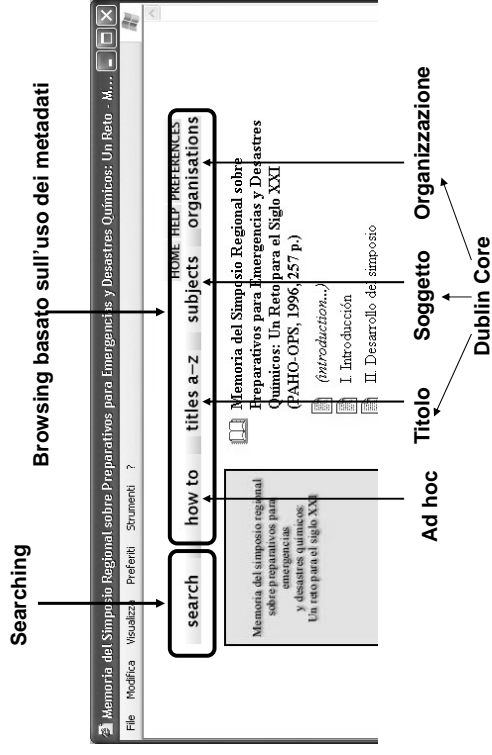 Searching
Browsing basato sull'uso dei metadati
Memoria del Simposio Regional sobre Preparativos para Emergencias y Desastres Químicos: Un Reto - M...
File Modifica Visualizza Preferiti Strumenti ?
HOME HELP PREFERENCES
search how to titles a-z subjects organisations
Memoria del simposio regional
sobre preparativos para
emergencias
y desastres químicos:
Un reto para el siglo XXI
Memoria del Simposio Regional sobre
Preparativos para Emergencias y Desastres
Químicos: Un Reto para el Siglo XXI
(PAHO-OPS, 1996, 257 p.)
(introduction...)
I. Introducción
II. Desarrollo del simposio
Ad hoc
Titolo
Soggetto
Organizzazione
Dublin Core